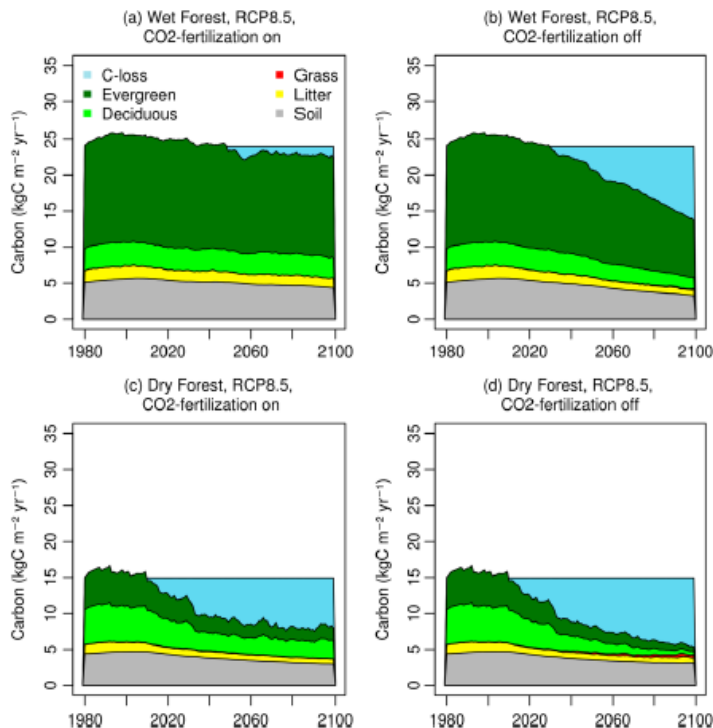 (a) Wet Forest, RCP8.5,
CO2-fertilization on
Carbon (kgC m⁻² yr⁻¹)
35
30
25
20
15
10
5
0
C-loss
Evergreen
Deciduous
Grass
Litter
Soil
1980 2020 2060 2100
(b) Wet Forest, RCP8.5,
CO2-fertilization off
Carbon (kgC m⁻² yr⁻¹)
35
30
25
20
15
10
5
0
1980 2020 2060 2100
(c) Dry Forest, RCP8.5,
CO2-fertilization on
Carbon (kgC m⁻² yr⁻¹)
35
30
25
20
15
10
5
0
1980 2020 2060 2100
(d) Dry Forest, RCP8.5,
CO2-fertilization off
Carbon (kgC m⁻² yr⁻¹)
35
30
25
20
15
10
5
0
1980 2020 2060 2100